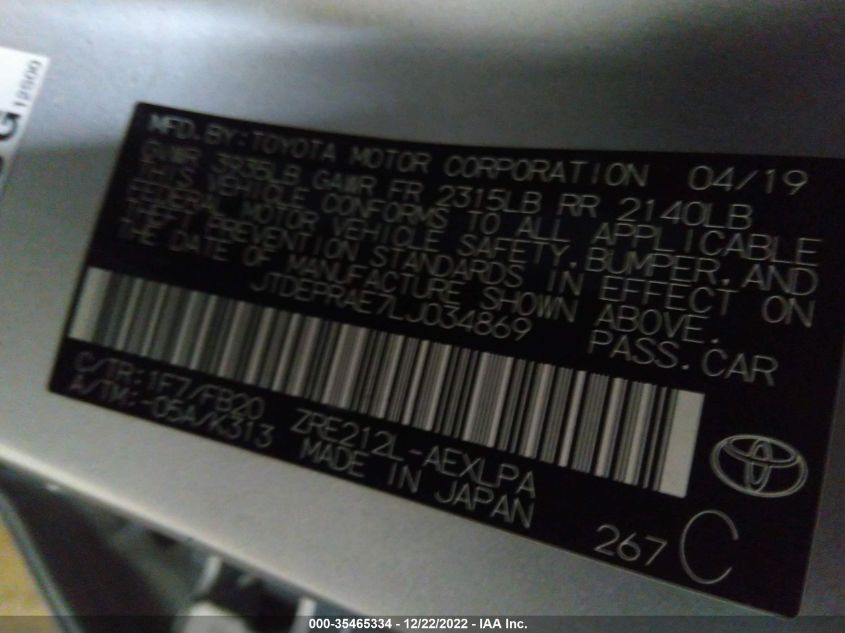 12900
G
MFD. BY: TOYOTA MOTOR CORPORATION 04/19
GVWR 3935LB GAWR FR 2315LB RR 2140LB
THIS VEHICLE CONFORMS TO ALL APPLICABLE
FEDERAL MOTOR VEHICLE SAFETY, BUMPER, AND
THEFT PREVENTION STANDARDS IN EFFECT ON
THE DATE OF MANUFACTURE SHOWN ABOVE.
JTDEPRAE7LJ034869 PASS. CAR
C/TR: 1F7/FB20 ZRE212L-AEXLPA
A/TM: -05A/K313 MADE IN JAPAN
267 C
000-35465334 - 12/22/2022 - IAA Inc.